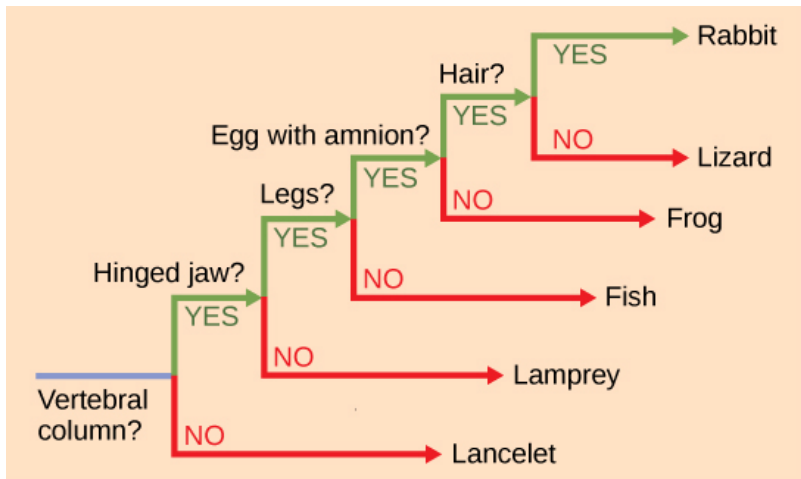 YES
Rabbit
Hair?
YES
NO
Lizard
Egg with amnion?
YES
NO
Frog
Legs?
YES
NO
Fish
Hinged jaw?
YES
NO
Lamprey
Vertebral
column?
NO
Lancelet